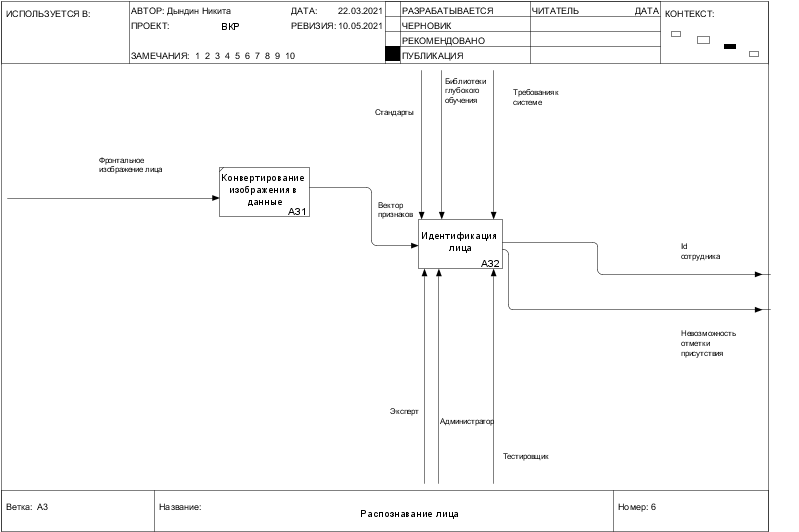 ИСПОЛЬЗУЕТСЯ В:
АВТОР: Дындин Никита
ДАТА: 22.03.2021
ПРОЕКТ: ВКР
РЕВИЗИЯ: 10.05.2021
ЗАМЕЧАНИЯ: 1 2 3 4 5 6 7 8 9 10
РАЗРАБАТЫВАЕТСЯ
ЧЕРНОВИК
РЕКОМЕНДОВАНО
ПУБЛИКАЦИЯ
ЧИТАТЕЛЬ ДАТА
КОНТЕКСТ:
Стандарты
Библиотеки
глубокого
обучения
Требования к
системе
Фронтальное
изображение лица
Конвертирование
изображения в
данные
А31
Вектор
признаков
Идентификация
лица
А32
Id
сотрудника
Невозможность
отметки
присутствия
Эксперт
Администратор
Тестировщик
Ветка: А3
Название:
Распознавание лица
Номер: 6